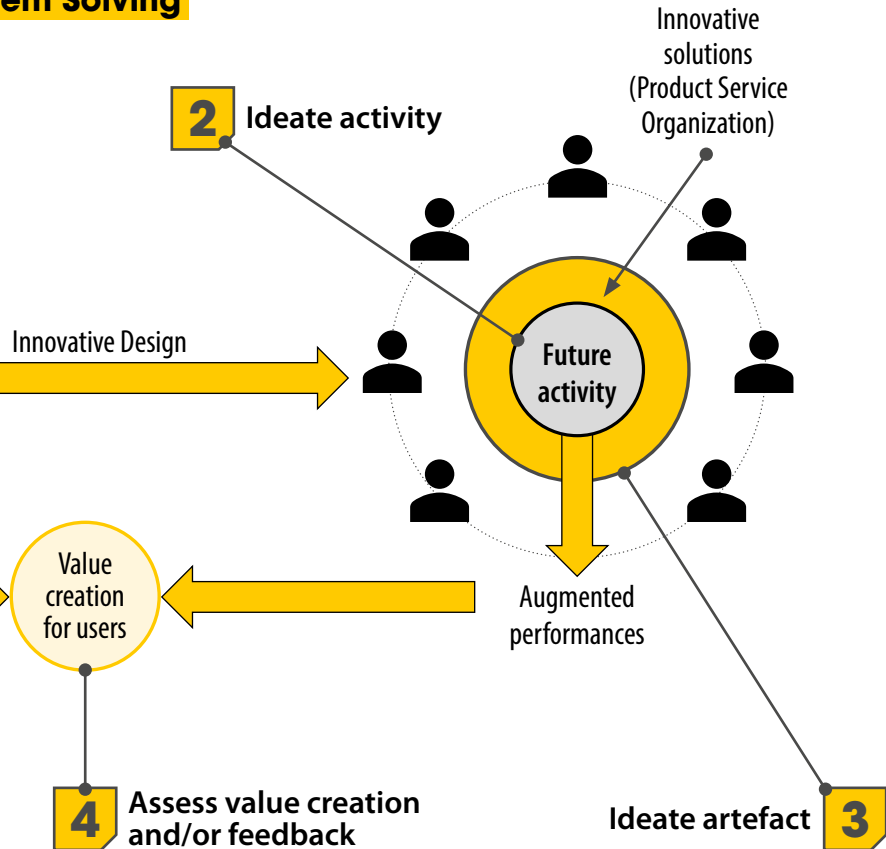 Solving
Innovative
solutions
(Product Service
Organization)
2 Ideate activity
Innovative Design
Future
activity
Value
creation
for users
Augmented
performances
4 Assess value creation
and/or feedback
Ideate artefact 3